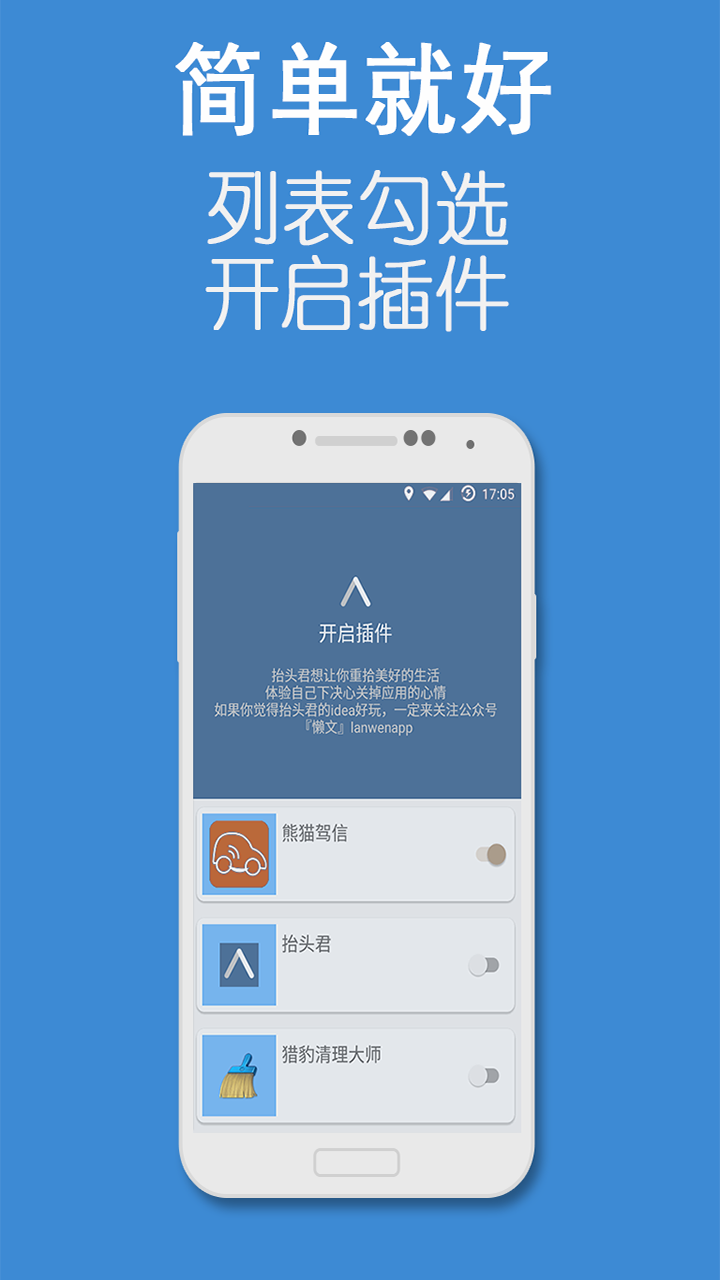 简单就好
列表勾选
开启插件
17:05
开启插件
抬头君想让你重拾美好的生活
体验自己下决心关掉应用的心情
如果你觉得抬头君的idea好玩，一定来关注公众号
『懒文』lanwenapp
熊猫驾信
抬头君
猎豹清理大师